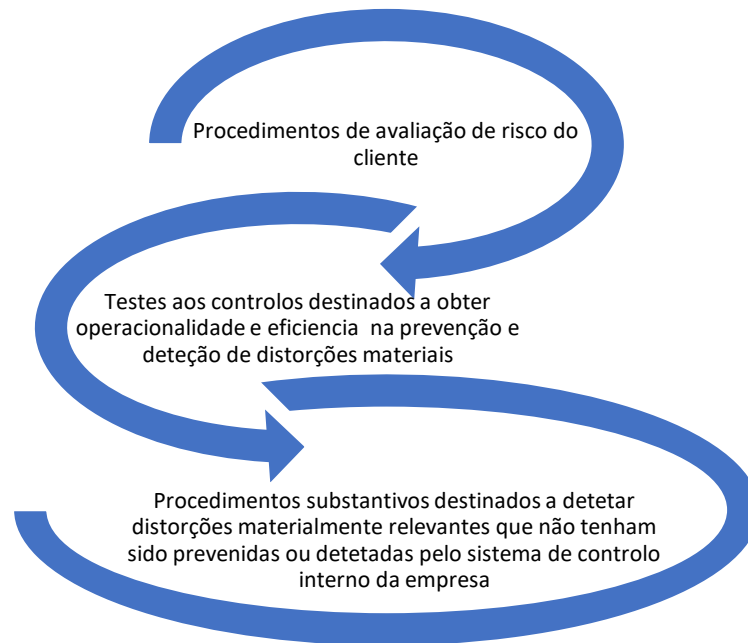 Procedimentos de avaliação de risco do
cliente
Testes aos controlos destinados a obter
operacionalidade e eficiencia na prevenção e
deteção de distorções materiais
Procedimentos substantivos destinados a detetar
distorções materialmente relevantes que não tenham
sido prevenidas ou detetadas pelo sistema de controlo
interno da empresa